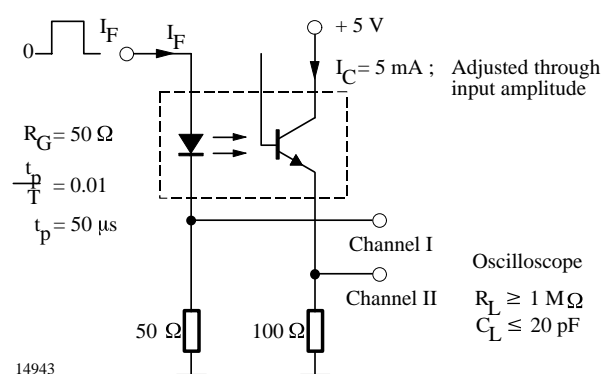 I_F
0
I_F
+ 5 V
I_C = 5 mA ; Adjusted through
input amplitude
R_G = 50 Ω
t_p
T
= 0.01
t_p = 50 µs
Channel I
Channel II
Oscilloscope
R_L ≥ 1 MΩ
C_L ≤ 20 pF
50 Ω
100 Ω
14943